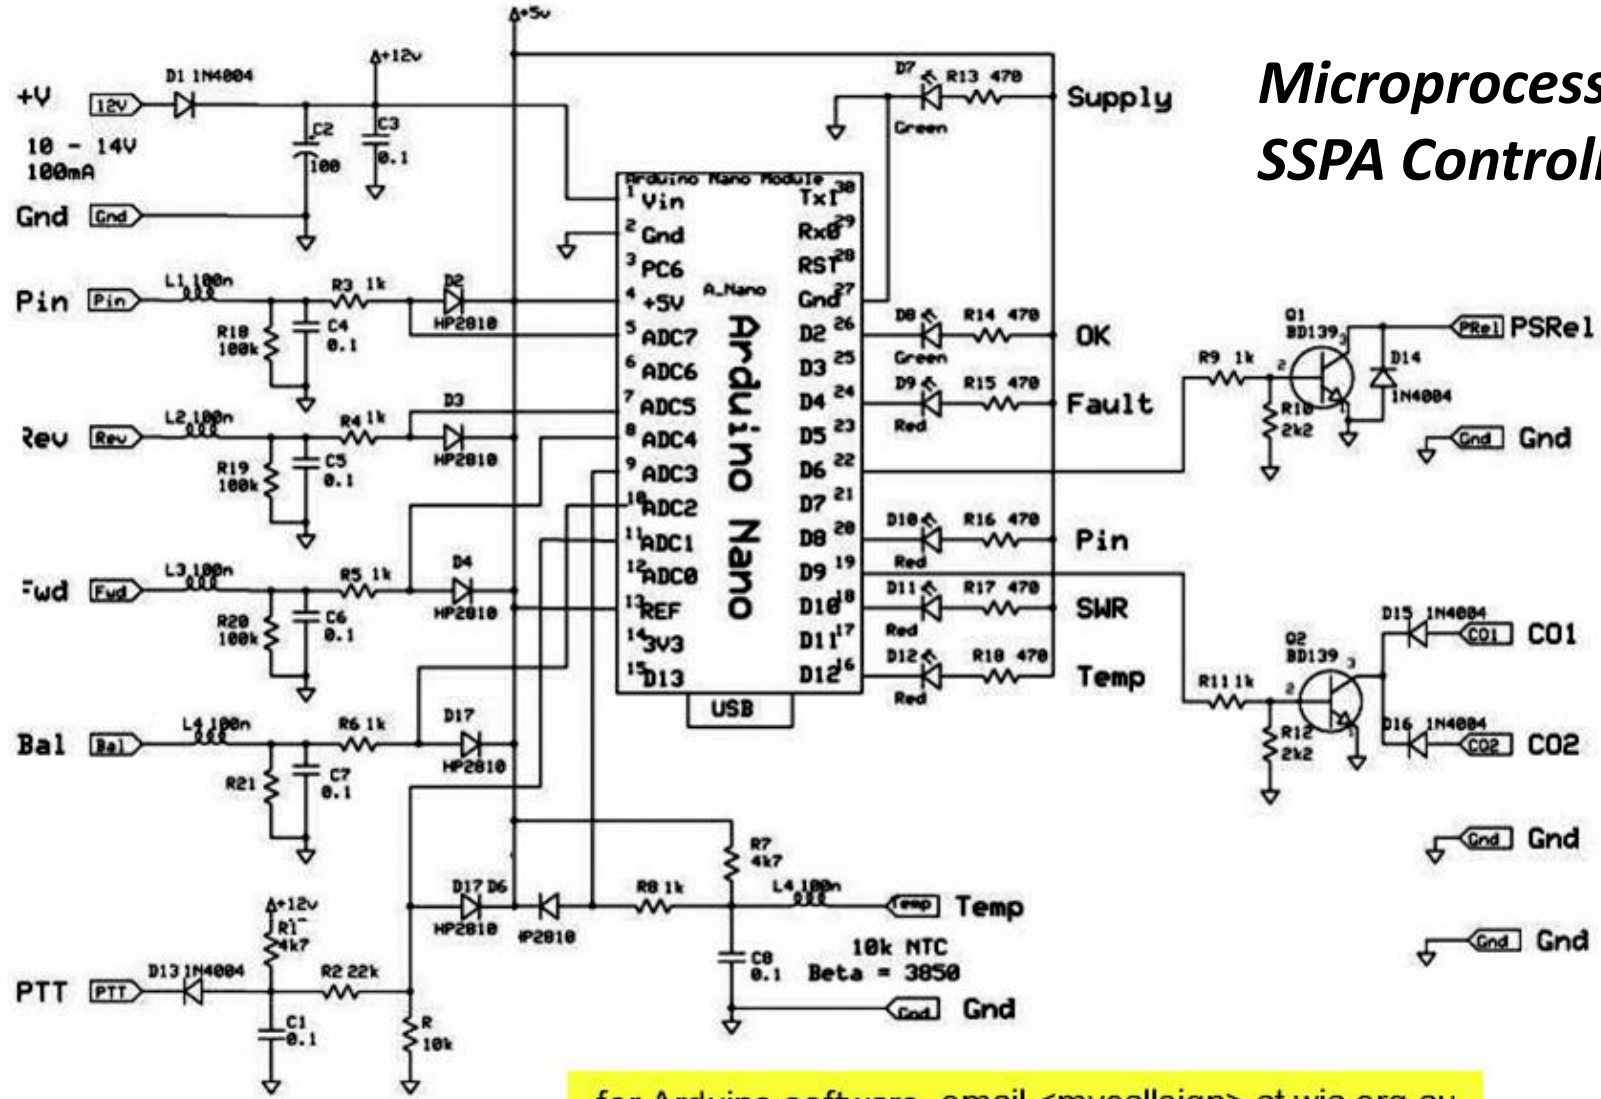 Microprocess
SSPA Controll
+5v
+12v
D1 1N4004
+V
12V
10 - 14V
100mA
C2
100
C3
0.1
Gnd
Gnd
Pin
Pin
L1 100n
R18
100k
C4
0.1
R3 1k
D2
HP2810
Rev
L2 100n
R19
100k
C5
0.1
R4 1k
D3
HP2810
Fwd
L3 100n
R20
100k
C6
0.1
R5 1k
D4
HP2810
Bal
Bal
L4 100n
R21
C7
0.1
R6 1k
D17
HP2810
+12v
R1
4k7
PTT
PTT
D13 1N4004
R2 22k
C1
0.1
R
10k
D17 D6
HP2810
HP2810
R8 1k
R7
4k7
L4 100n
Temp
Temp
10k NTC
Beta = 3850
C8
0.1
Gnd
Gnd
Arduino Nano Module
A_Nano
Arduino Nano
1 Vin
2 Gnd
3 PC6
4 +5V
5 ADC7
6 ADC6
7 ADC5
8 ADC4
9 ADC3
10 ADC2
11 ADC1
12 ADC0
13 REF
14 3V3
15 D13
Tx1 30
Rx0 29
RST 28
Gnd 27
D2 26
D3 25
D4 24
D5 23
D6 22
D7 21
D8 20
D9 19
D10 18
D11 17
D12 16
USB
D7
Green
R13 470
Supply
D8
Green
R14 470
OK
D9
Red
R15 470
Fault
D10
Red
R16 470
Pin
D11
Red
R17 470
SWR
D12
Red
R18 470
Temp
R9 1k
R10
2k2
Q1
BD139
2
3
1
D14
1N4004
PRel PSRel
Gnd Gnd
R11 1k
R12
2k2
Q2
BD139
2
3
1
D15 1N4004
CO1 CO1
D16 1N4004
CO2 CO2
Gnd Gnd
Gnd Gnd
for Arduino software, email <mycallsign> at wia.org.au